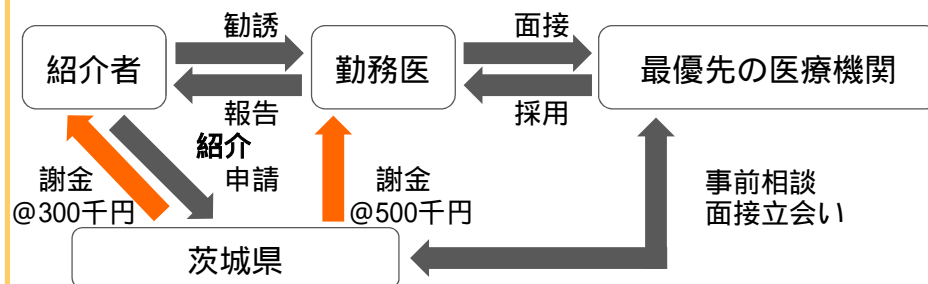 勧誘
面接
紹介者
勤務医
最優先の医療機関
報告
採用
紹介
申請
謝金
@300千円
謝金
@500千円
事前相談
面接立会い
茨城県